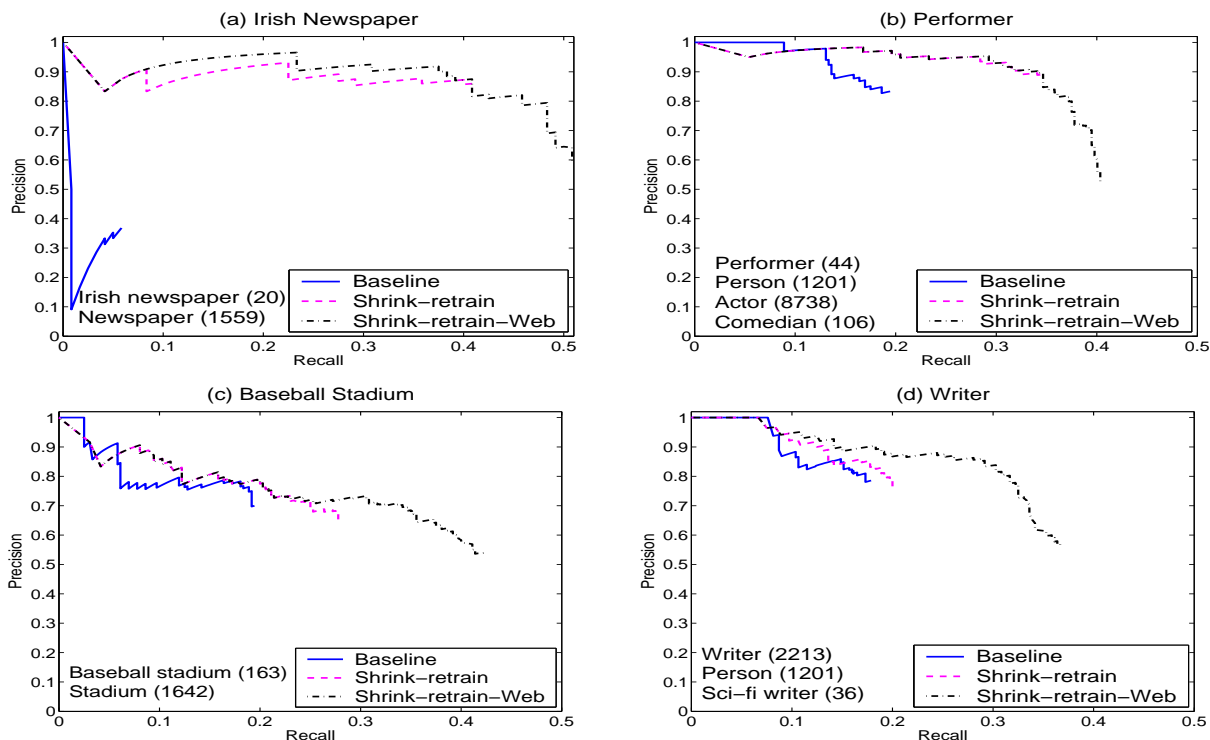 (a) Irish Newspaper
1
0.9
0.8
0.7
0.6
0.5
0.4
0.3
0.2
0.1
0
Precision
Irish newspaper (20)
Newspaper (1559)
Baseline
Shrink−retrain
Shrink−retrain−Web
0 0.1 0.2 0.3 0.4 0.5
Recall
(b) Performer
1
0.9
0.8
0.7
0.6
0.5
0.4
0.3
0.2
0.1
0
Precision
Performer (44)
Person (1201)
Actor (8738)
Comedian (106)
Baseline
Shrink−retrain
Shrink−retrain−Web
0 0.1 0.2 0.3 0.4 0.5
Recall
(c) Baseball Stadium
1
0.9
0.8
0.7
0.6
0.5
0.4
0.3
0.2
0.1
0
Precision
Baseball stadium (163)
Stadium (1642)
Baseline
Shrink−retrain
Shrink−retrain−Web
0 0.1 0.2 0.3 0.4 0.5
Recall
(d) Writer
1
0.9
0.8
0.7
0.6
0.5
0.4
0.3
0.2
0.1
0
Precision
Writer (2213)
Person (1201)
Sci−fi writer (36)
Baseline
Shrink−retrain
Shrink−retrain−Web
0 0.1 0.2 0.3 0.4 0.5
Recall